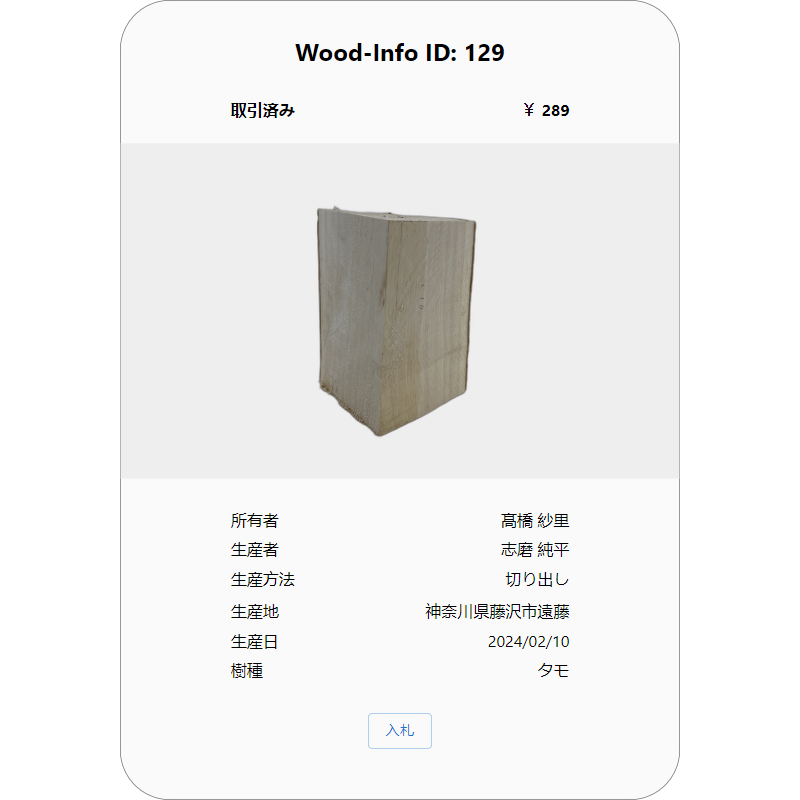 Wood-Info ID: 129
取引済み ￥ 289
所有者 髙橋 紗里
生産者 志磨 純平
生産方法 切り出し
生産地 神奈川県藤沢市遠藤
生産日 2024/02/10
樹種 タモ
入札